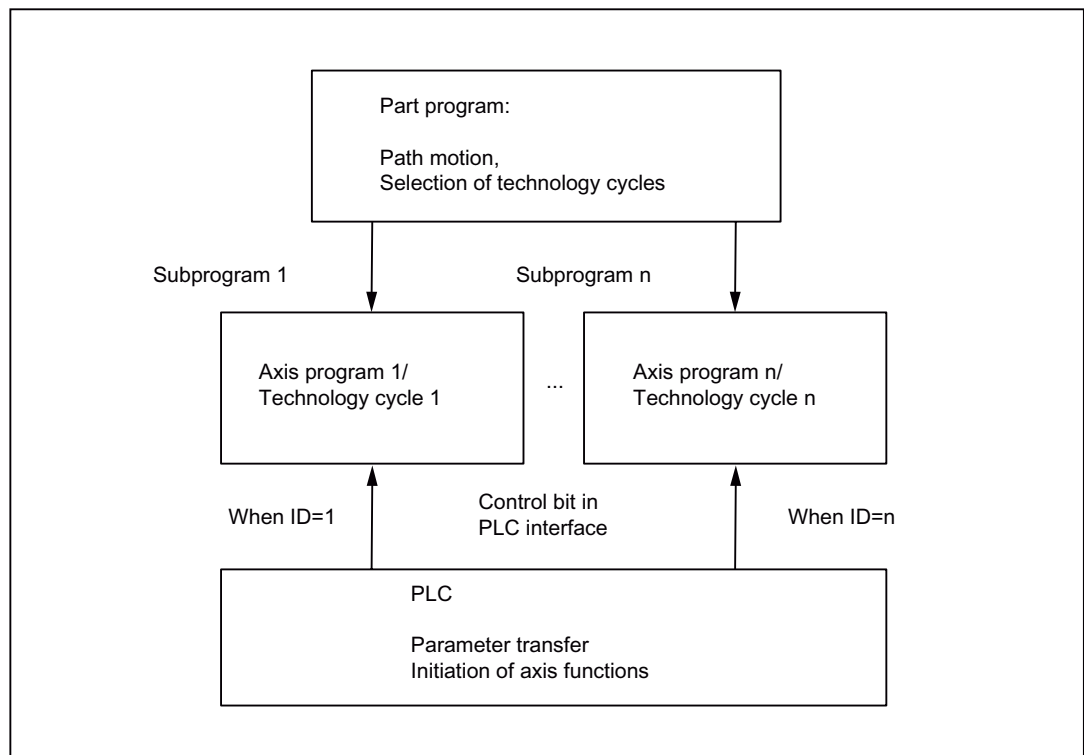 Part program:
Path motion,
Selection of technology cycles
Subprogram 1
Subprogram n
Axis program 1/
Technology cycle 1
...
Axis program n/
Technology cycle n
When ID=1
Control bit in
PLC interface
When ID=n
PLC
Parameter transfer
Initiation of axis functions